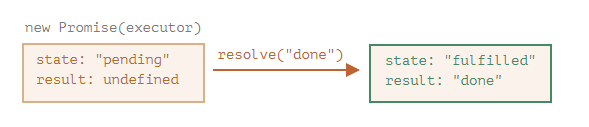 new Promise(executor)
state: "pending"
result: undefined
resolve("done")
state: "fulfilled"
result: "done"